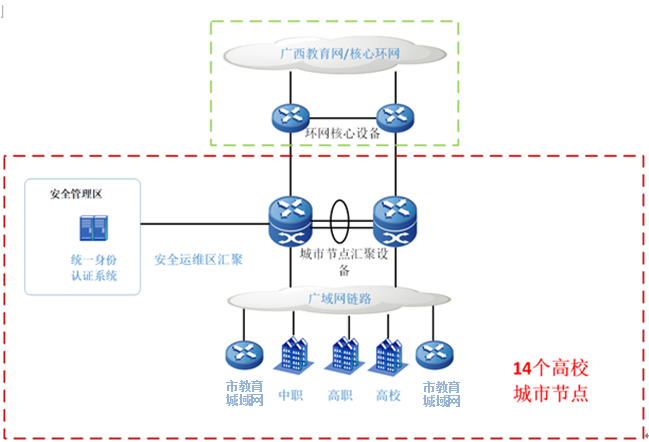 广西教育网/核心环网
环网核心设备
安全管理区
统一身份
认证系统
安全运维区汇聚
城市节点汇聚设
备
广域网链路
市教育
城域网
中职
高职
高校
市教育
城域网
14个高校
城市节点